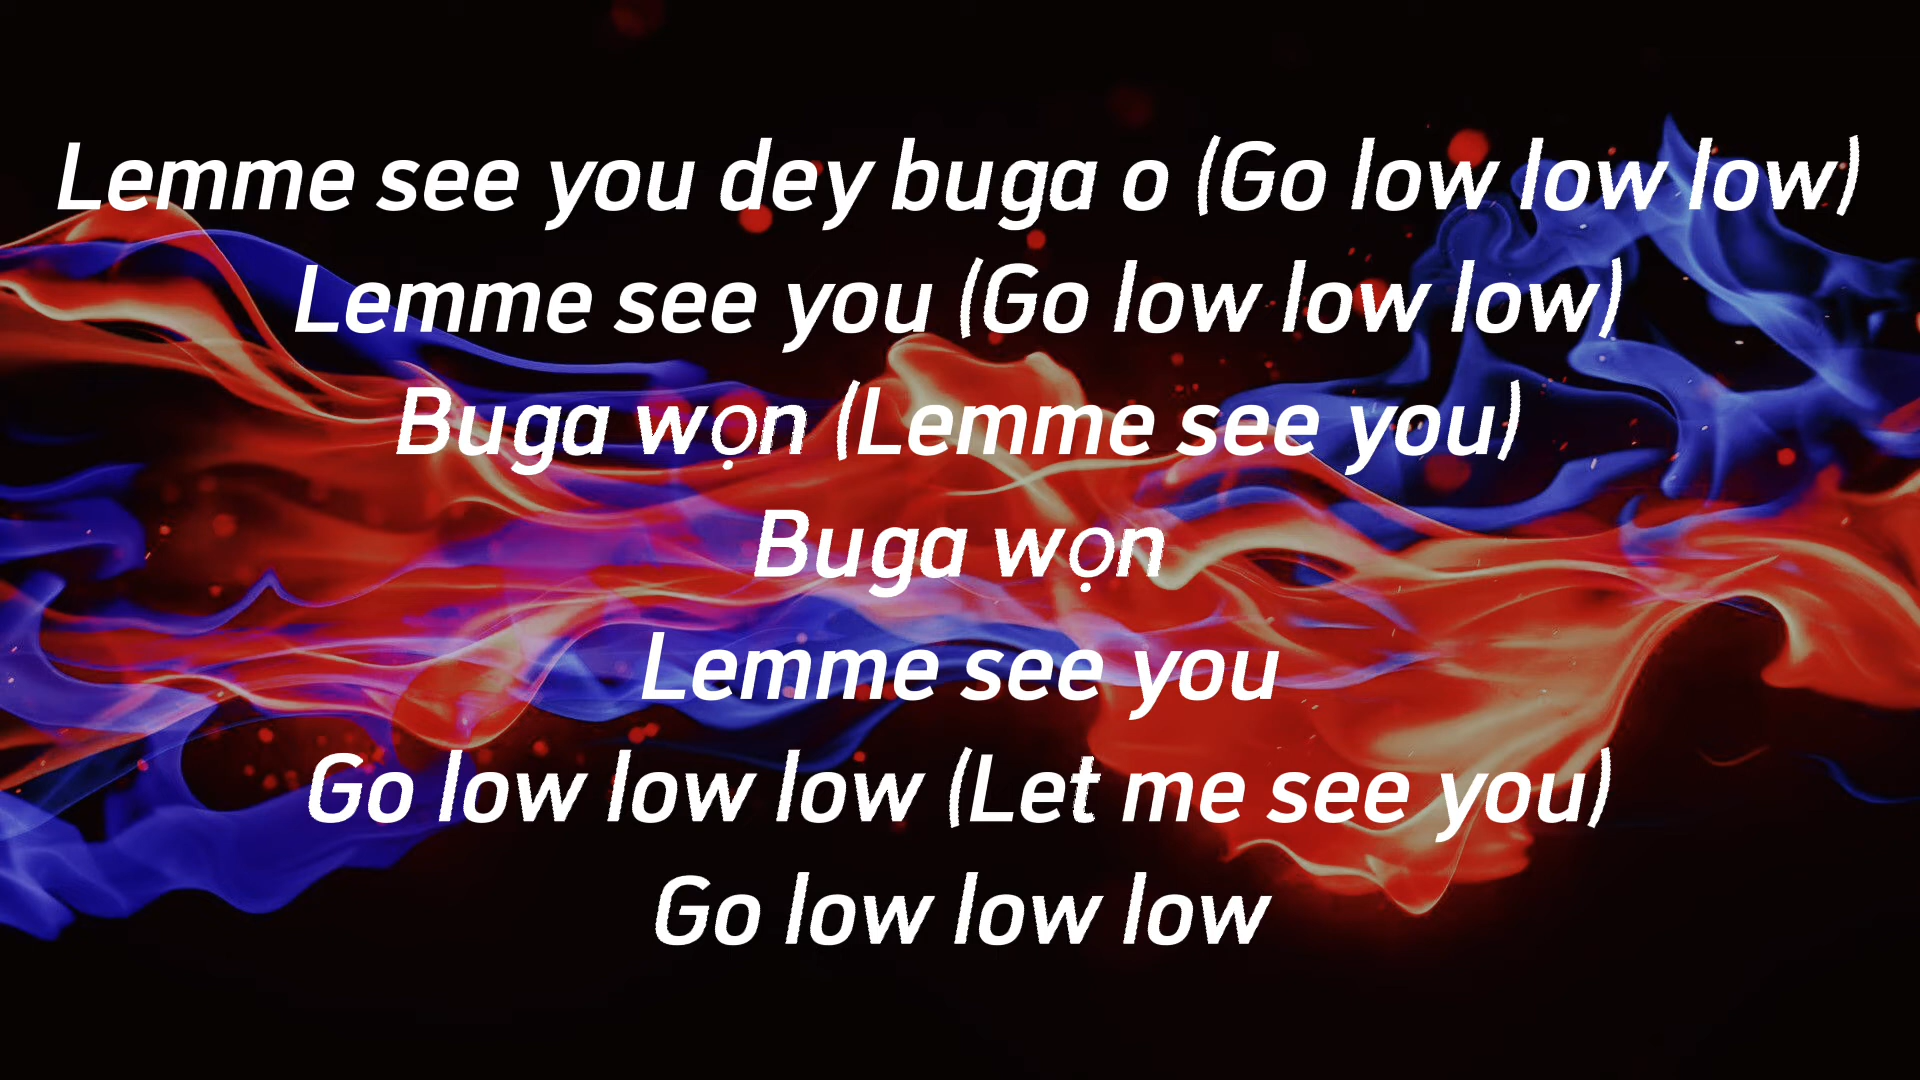 Lemme see you dey buga o (Go low low low)
Lemme see you (Go low low low)
Buga wọn (Lemme see you)
Buga wọn
Lemme see you
Go low low low (Let me see you)
Go low low low